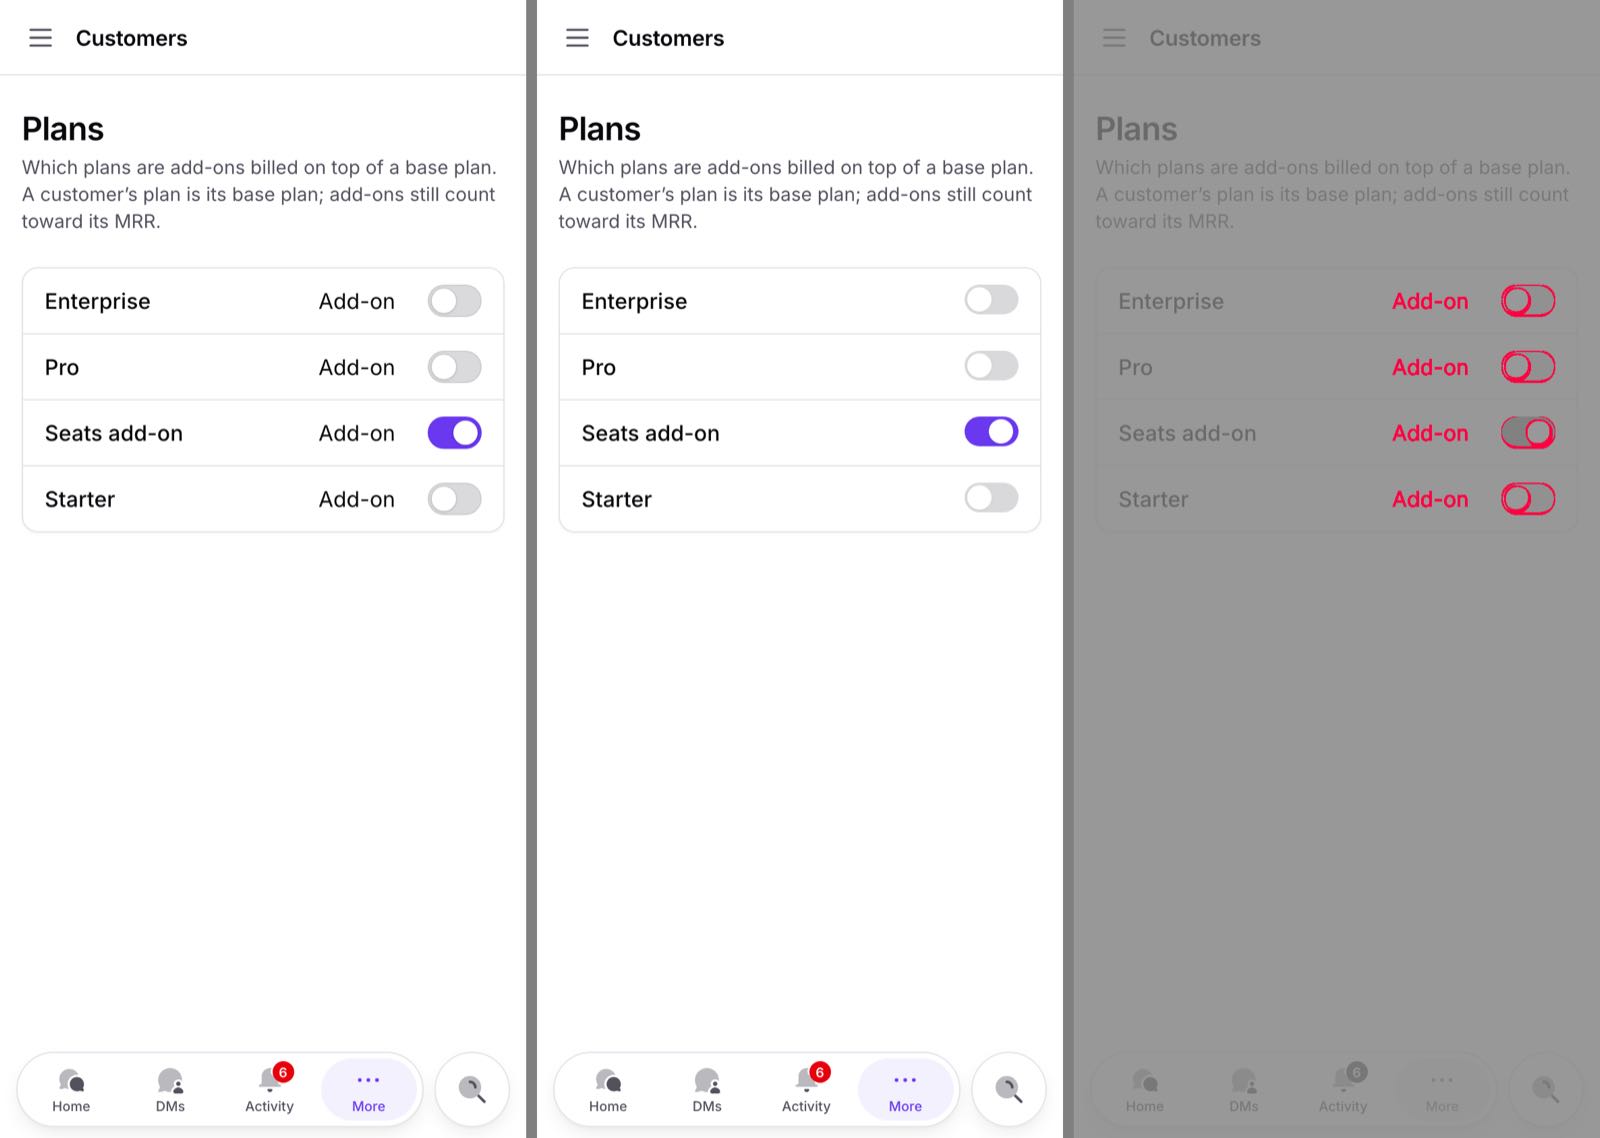 Customers
Plans
Which plans are add-ons billed on top of a base plan.
A customer’s plan is its base plan; add-ons still count
toward its MRR.
Enterprise Add-on
Pro Add-on
Seats add-on Add-on
Starter Add-on
Home DMs 6 Activity More
Customers
Plans
Which plans are add-ons billed on top of a base plan.
A customer’s plan is its base plan; add-ons still count
toward its MRR.
Enterprise
Pro
Seats add-on
Starter
Home DMs 6 Activity More
Customers
Plans
Which plans are add-ons billed on top of a base plan.
A customer’s plan is its base plan; add-ons still count
toward its MRR.
Enterprise Add-on
Pro Add-on
Seats add-on Add-on
Starter Add-on
Home DMs 6 Activity More